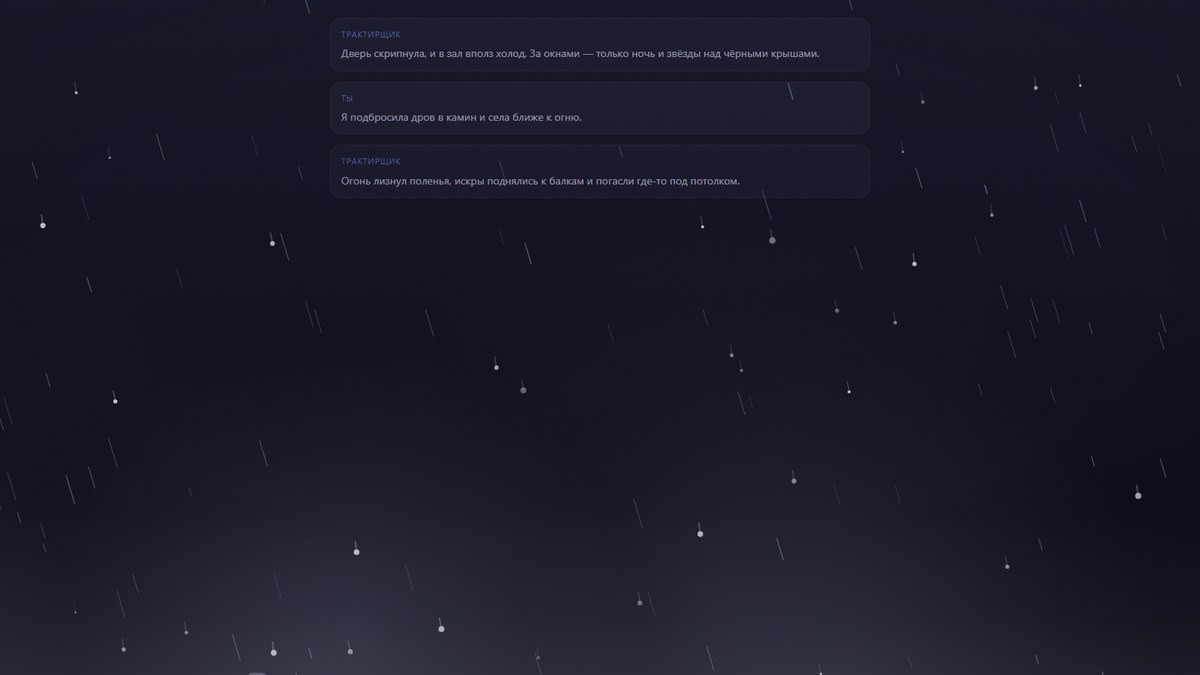 ТРАКТИРЩИК
Дверь скрипнула, и в зал вполз холод. За окнами — только ночь и звёзды над чёрными крышами.
ТЫ
Я подбросила дров в камин и села ближе к огню.
ТРАКТИРЩИК
Огонь лизнул поленья, искры поднялись к балкам и погасли где-то под потолком.